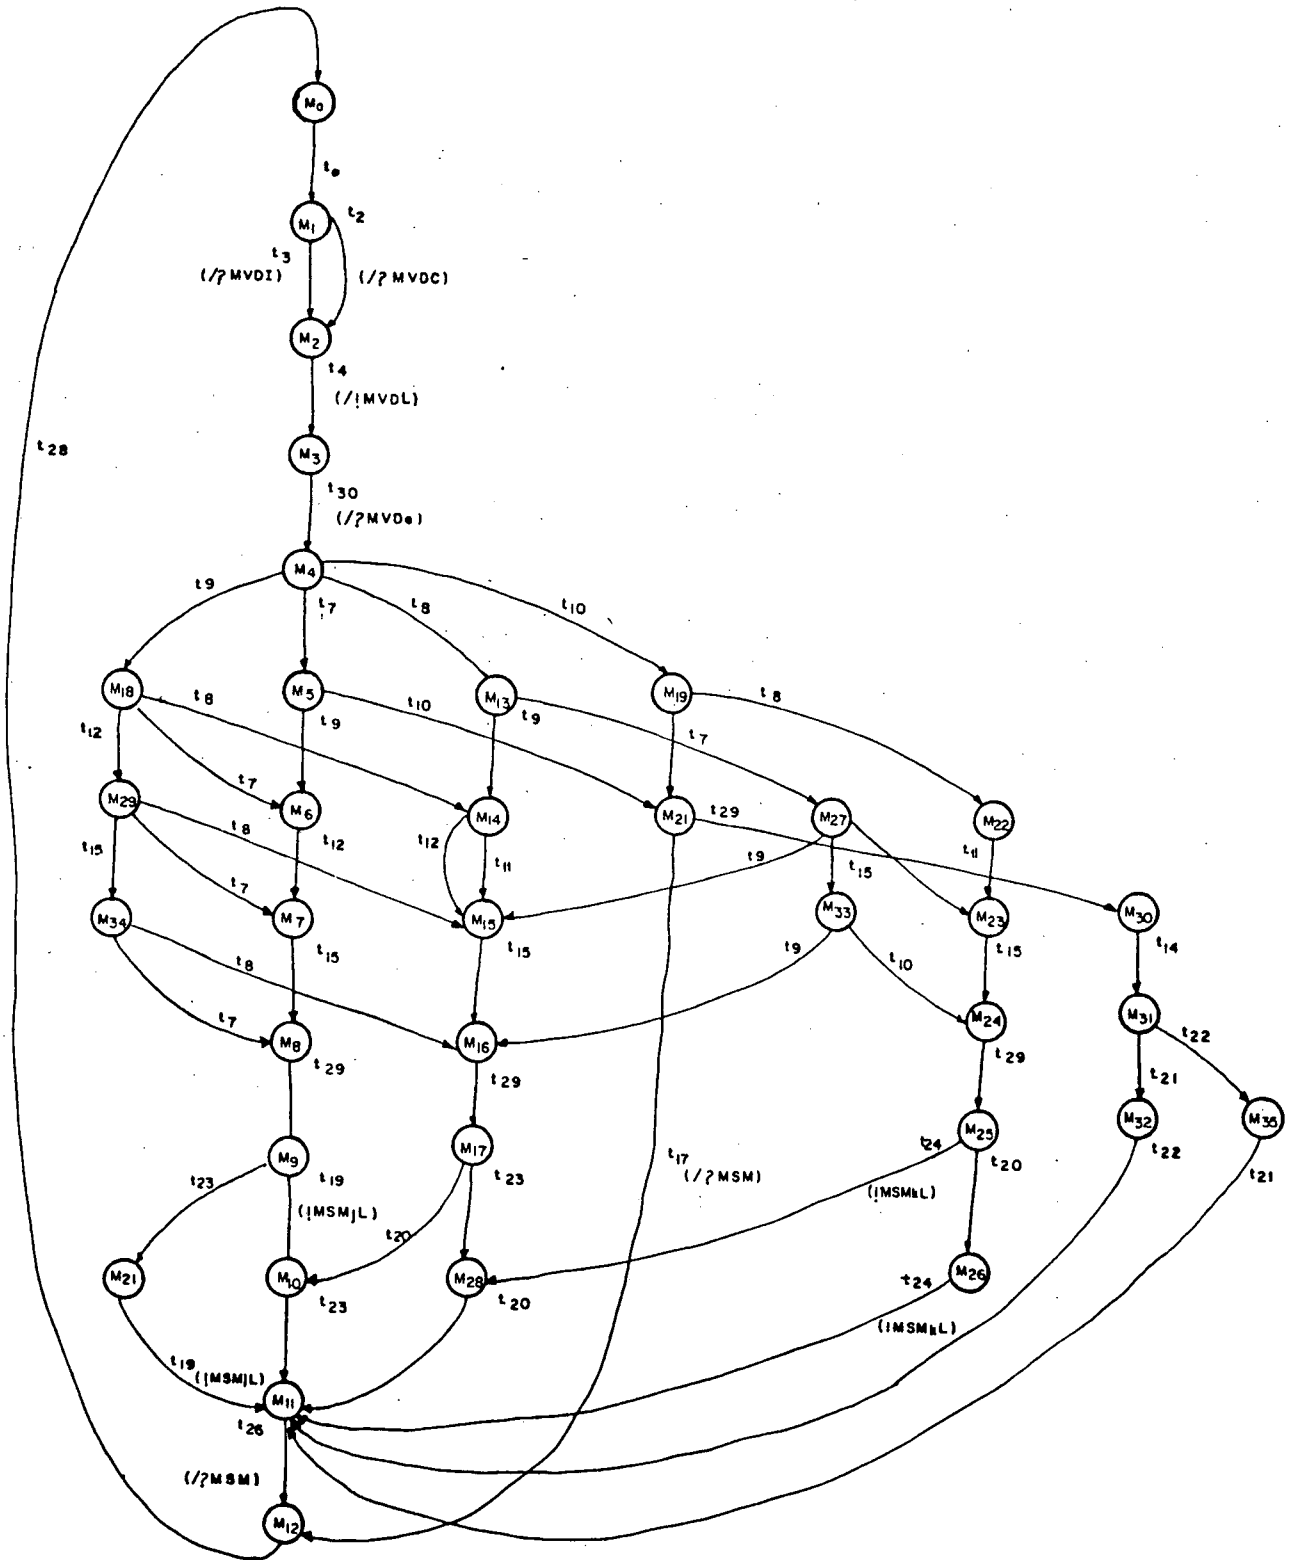 M0
to
M1
t2
t3
(/?MVDI)
(/?MVDC)
M2
t4
(/!MVDL)
t28
M3
t30
(/?MVDe)
M4
t9
t7
t8
t10
M18
M5
M13
M19
t8
t10
t9
t9
t7
t8
t12
t7
M29
M6
M14
M21
t29
M27
M22
t8
t12
t12
t11
t11
t15
t9
t15
t7
M34
M7
M15
M33
M23
M30
t15
t15
t9
t10
t15
t14
t8
t7
M8
M16
M24
M31
t22
t29
t29
t29
t21
M9
M17
M25
M32
M35
t23
t19
t23
t17
(/?MSM)
t24
t20
t22
t21
(!MSMjL)
(!MSMkL)
t20
M21
M10
M28
M26
t23
t20
t24
(!MSMkL)
t19
(!MSMjL)
M11
t26
(/?MSM)
M12